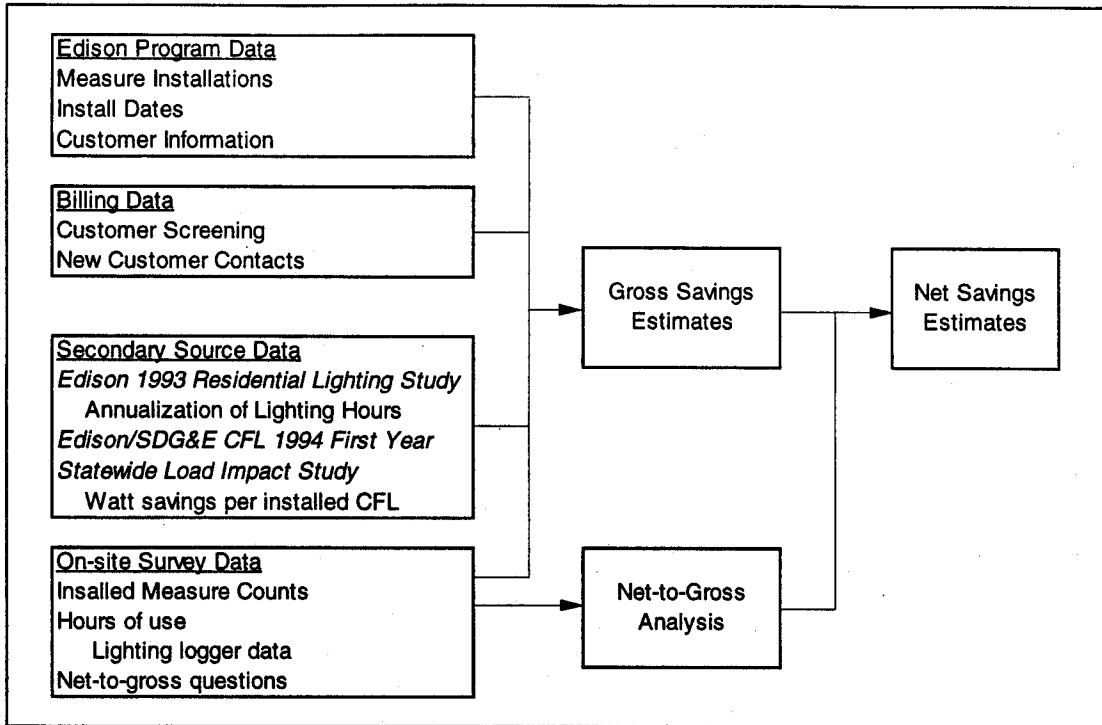 Edison Program Data
Measure Installations
Install Dates
Customer Information
Billing Data
Customer Screening
New Customer Contacts
Secondary Source Data
Edison 1993 Residential Lighting Study
Annualization of Lighting Hours
Edison/SDG&E CFL 1994 First Year
Statewide Load Impact Study
Watt savings per installed CFL
On-site Survey Data
Insalled Measure Counts
Hours of use
Lighting logger data
Net-to-gross questions
Gross Savings
Estimates
Net-to-Gross
Analysis
Net Savings
Estimates